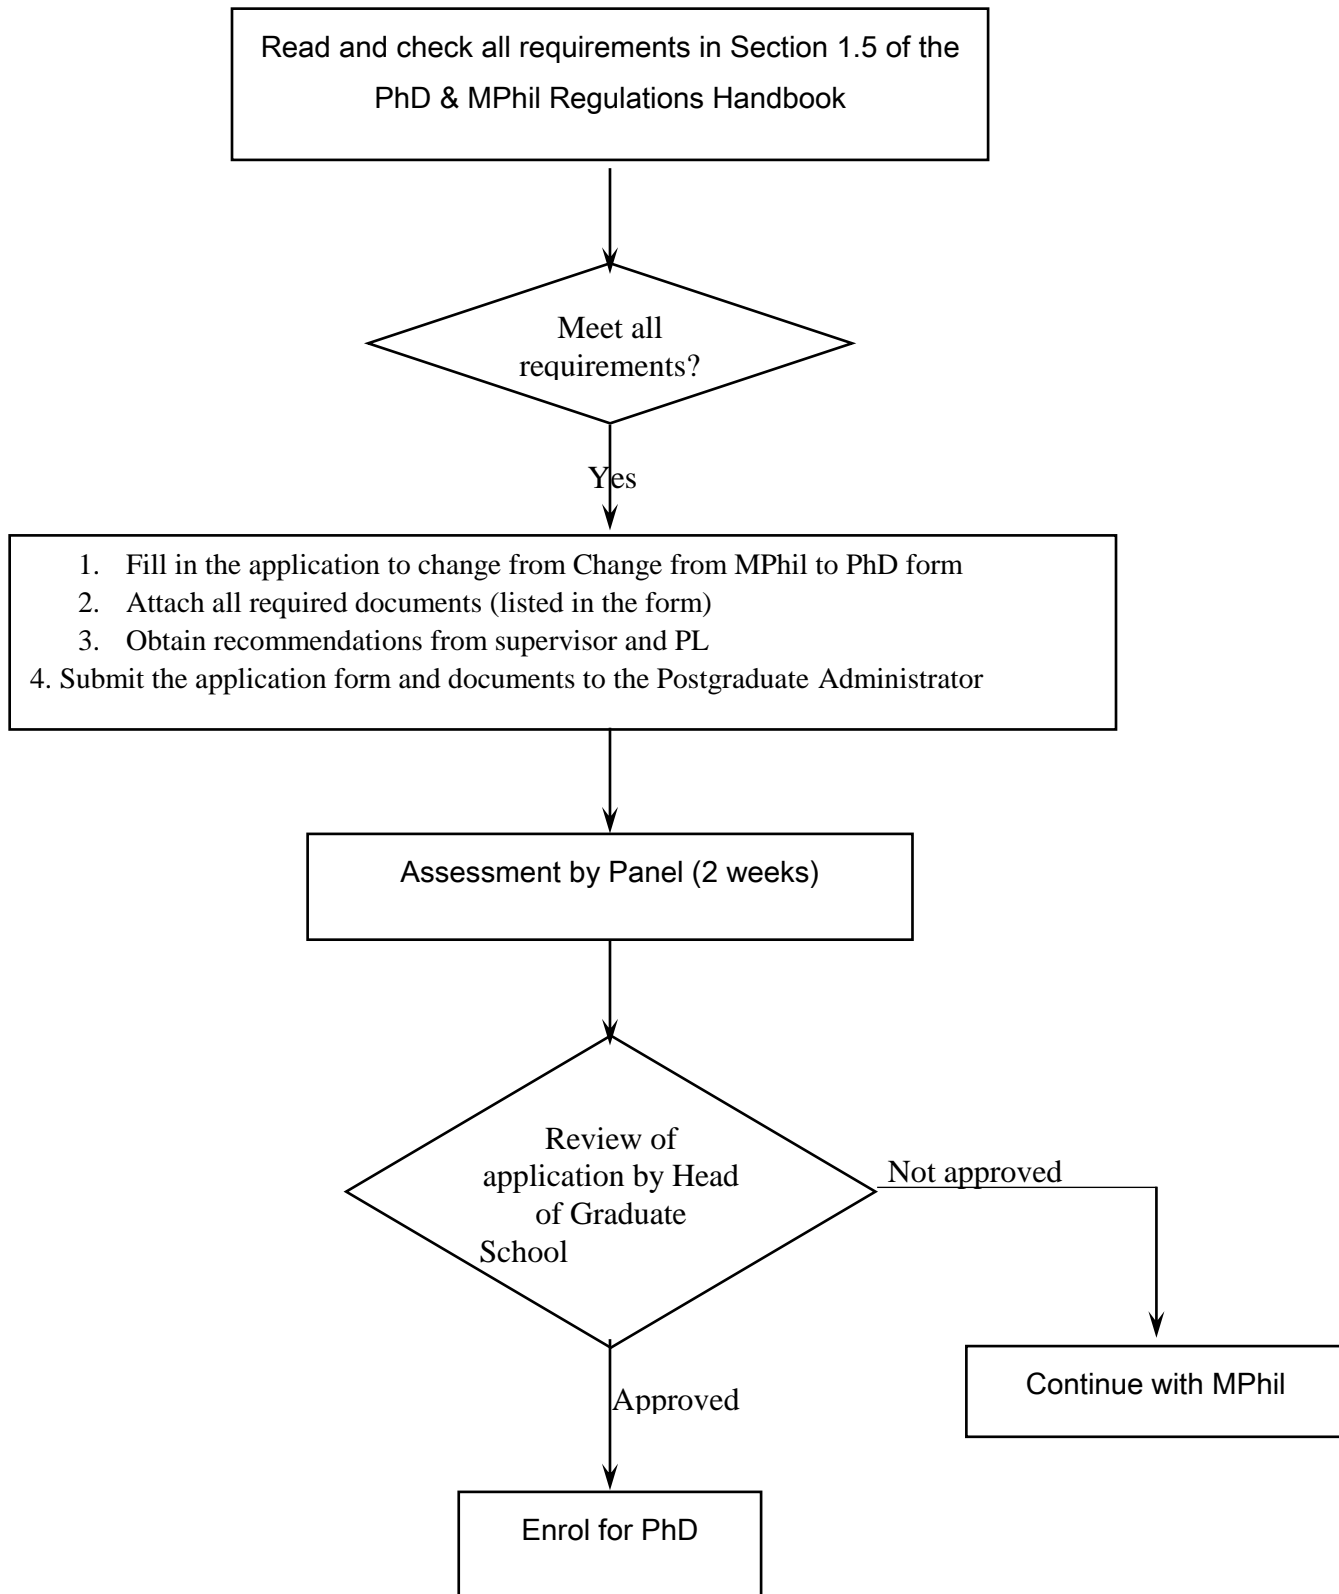 Read and check all requirements in Section 1.5 of the
PhD & MPhil Regulations Handbook
Meet all
requirements?
Yes
1. Fill in the application to change from Change from MPhil to PhD form
2. Attach all required documents (listed in the form)
3. Obtain recommendations from supervisor and PL
4. Submit the application form and documents to the Postgraduate Administrator
Assessment by Panel (2 weeks)
Review of
application by Head
of Graduate
School
Not approved
Continue with MPhil
Approved
Enrol for PhD